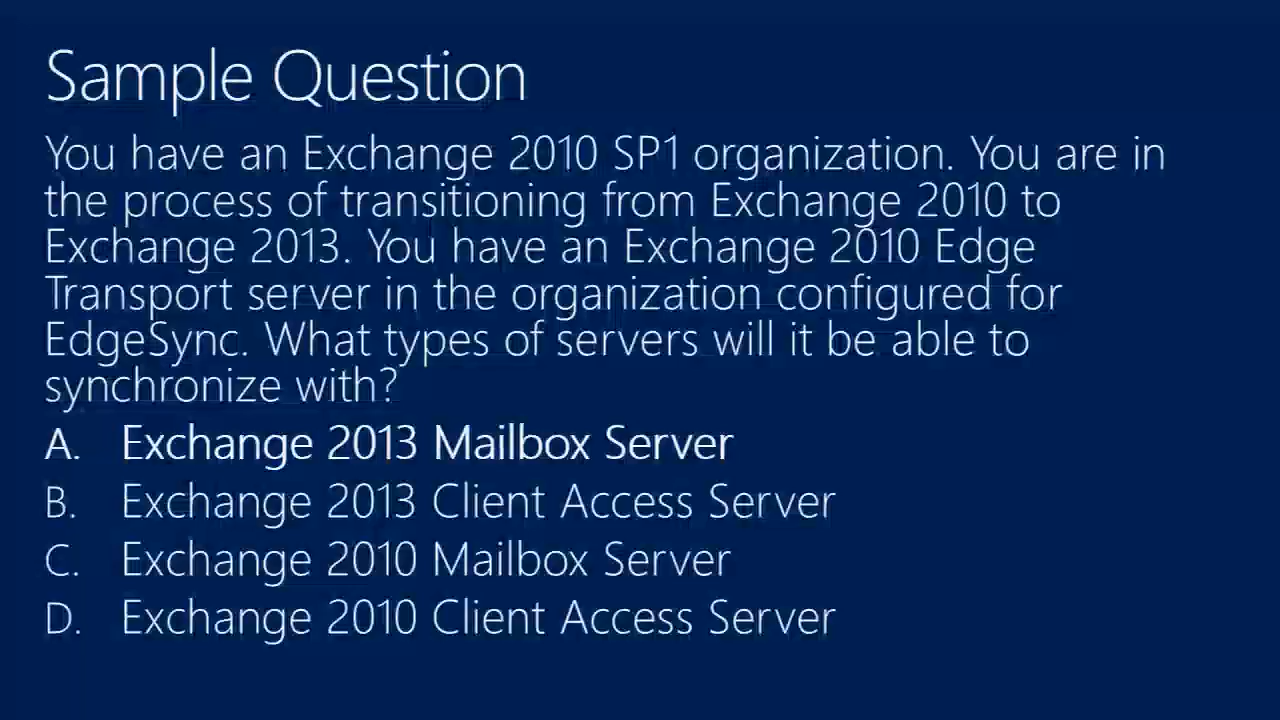 Sample Question
You have an Exchange 2010 SP1 organization. You are in
the process of transitioning from Exchange 2010 to
Exchange 2013. You have an Exchange 2010 Edge
Transport server in the organization configured for
EdgeSync. What types of servers will it be able to
synchronize with?
A. Exchange 2013 Mailbox Server
B. Exchange 2013 Client Access Server
C. Exchange 2010 Mailbox Server
D. Exchange 2010 Client Access Server